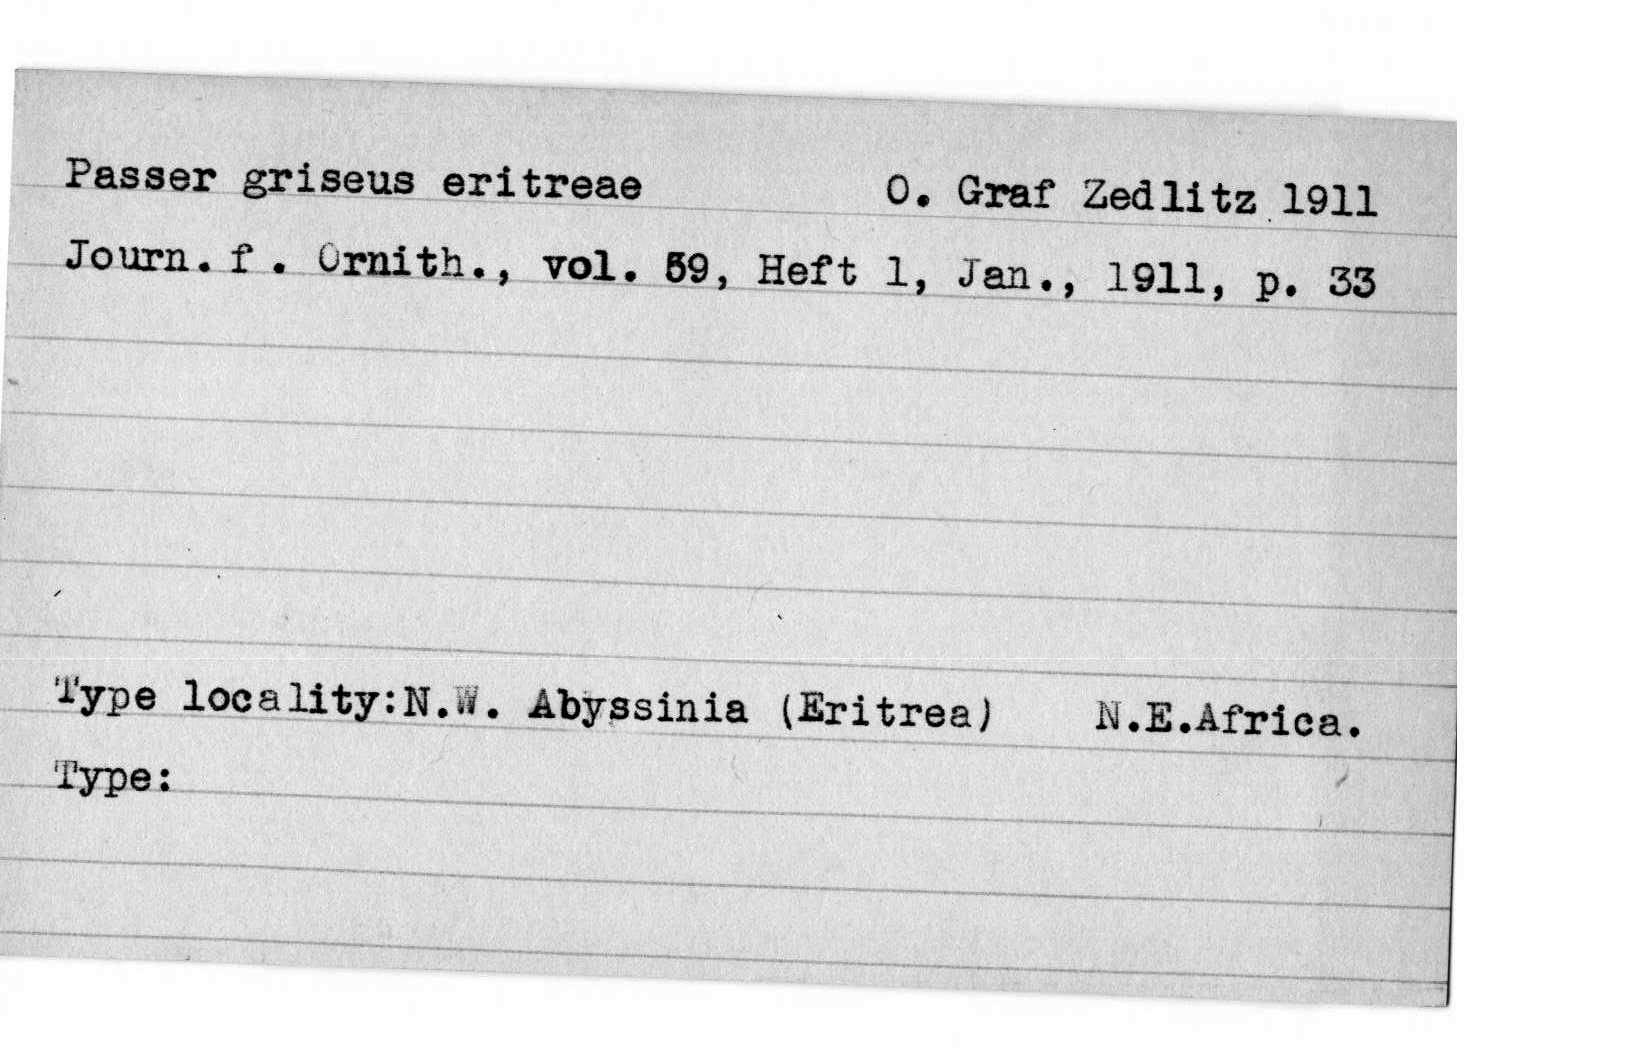 Passer griseus eritreae O. Graf Zedlitz 1911
Journ. f. Ornith., vol. 59, Heft 1, Jan., 1911, p. 33
Type locality:N.W. Abyssinia (Eritrea) N.E.Africa.
Type: